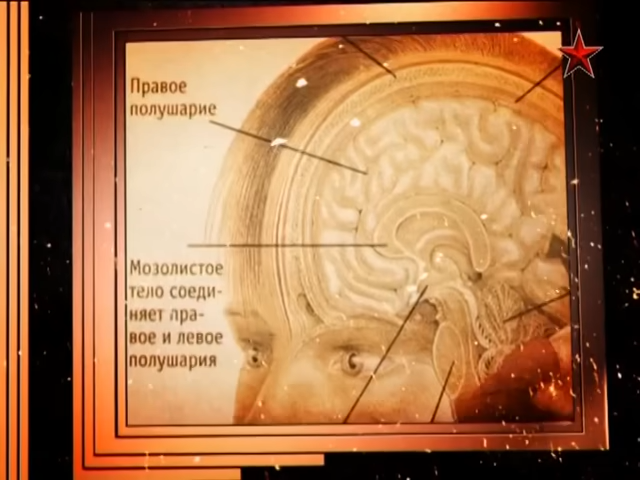 Правое
полушарие
Мозолистое
тело соеди-
няет пра-
вое и левое
полушария